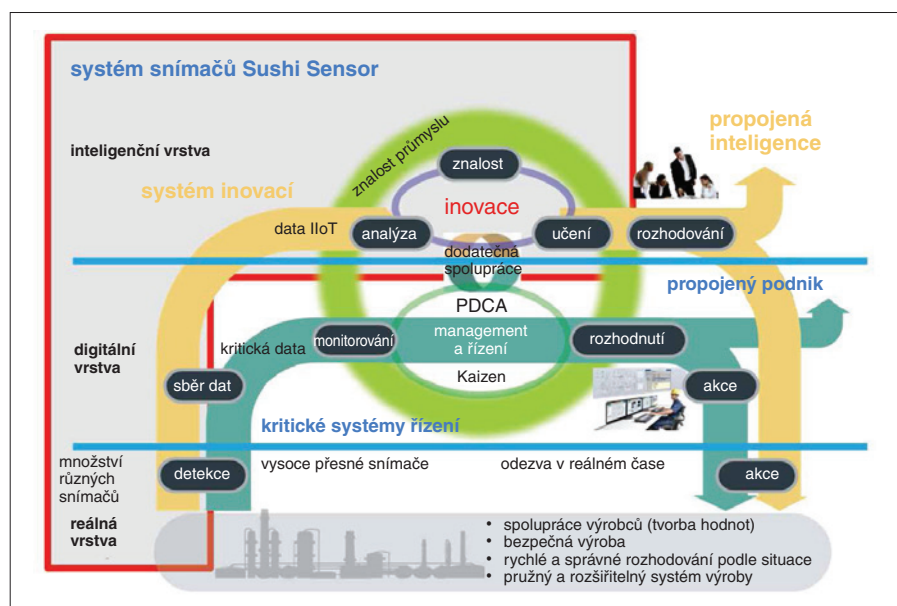 systém snímačů Sushi Sensor
propojená
inteligence
inteligenční vrstva
znalost průmyslu
znalost
systém inovací
inovace
data IIoT
analýza
učení
rozhodování
dodatečná
spolupráce
propojený podnik
PDCA
digitální
vrstva
kritická data
monitorování
management
a řízení
rozhodnutí
Kaizen
sběr dat
akce
kritické systémy řízení
množství
různých
snímačů
detekce
vysoce přesné snímače
odezva v reálném čase
akce
reálná
vrstva
• spolupráce výrobců (tvorba hodnot)
• bezpečná výroba
• rychlé a správné rozhodování podle situace
• pružný a rozšiřitelný systém výroby